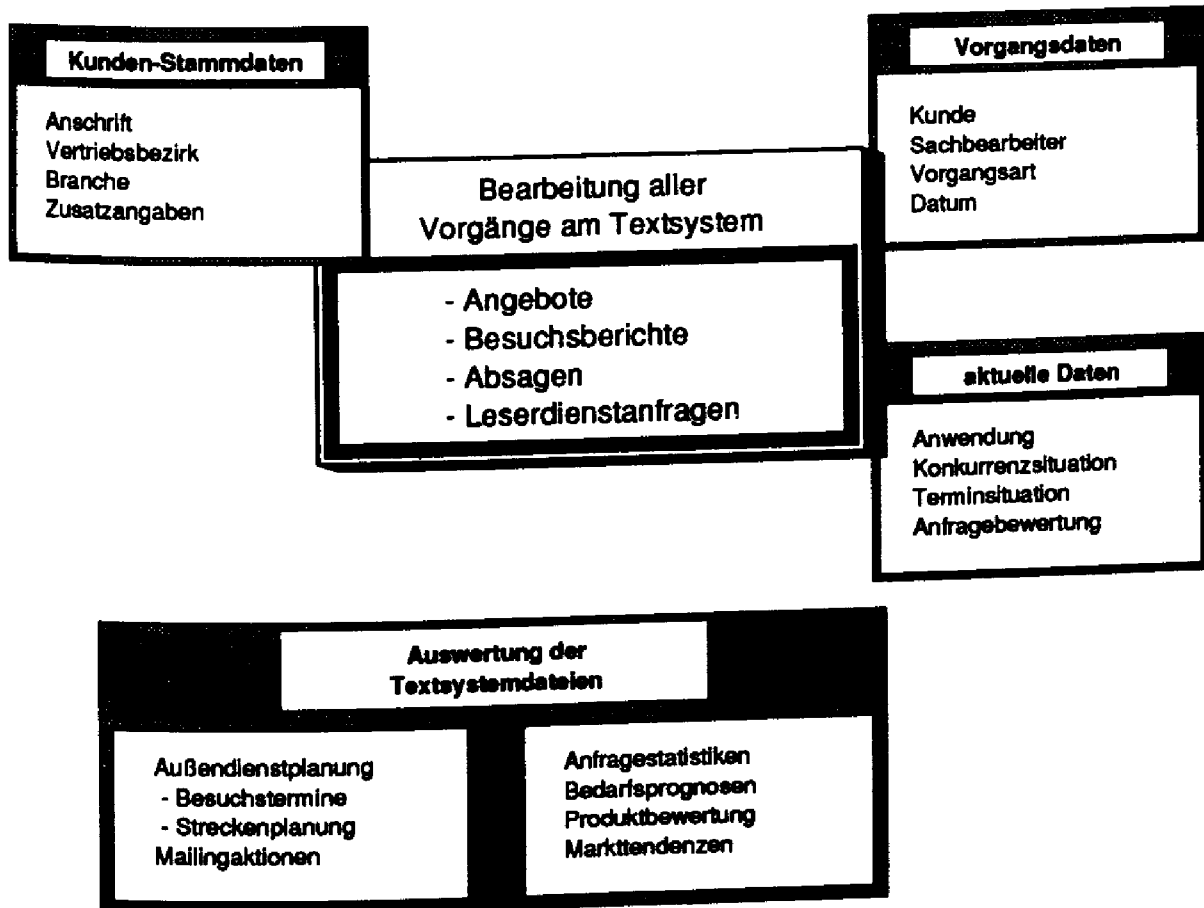 Kunden-Stammdaten
Anschrift
Vertriebsbezirk
Branche
Zusatzangaben
Vorgangsdaten
Kunde
Sachbearbeiter
Vorgangsart
Datum
Bearbeitung aller
Vorgänge am Textsystem
- Angebote
- Besuchsberichte
- Absagen
- Leserdienstanfragen
aktuelle Daten
Anwendung
Konkurrenzsituation
Terminsituation
Anfragebewertung
Auswertung der
Textsystemdateien
Außendienstplanung
- Besuchstermine
- Streckenplanung
Mailingaktionen
Anfragestatistiken
Bedarfsprognosen
Produktbewertung
Markttendenzen